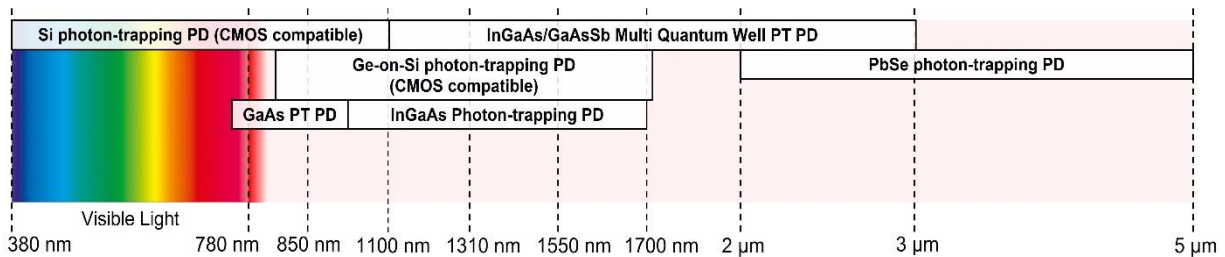 Si photon-trapping PD (CMOS compatible)
InGaAs/GaAsSb Multi Quantum Well PT PD
Ge-on-Si photon-trapping PD
(CMOS compatible)
PbSe photon-trapping PD
GaAs PT PD
InGaAs Photon-trapping PD
Visible Light
380 nm
780 nm
850 nm
1100 nm
1310 nm
1550 nm
1700 nm
2 µm
3 µm
5 µm